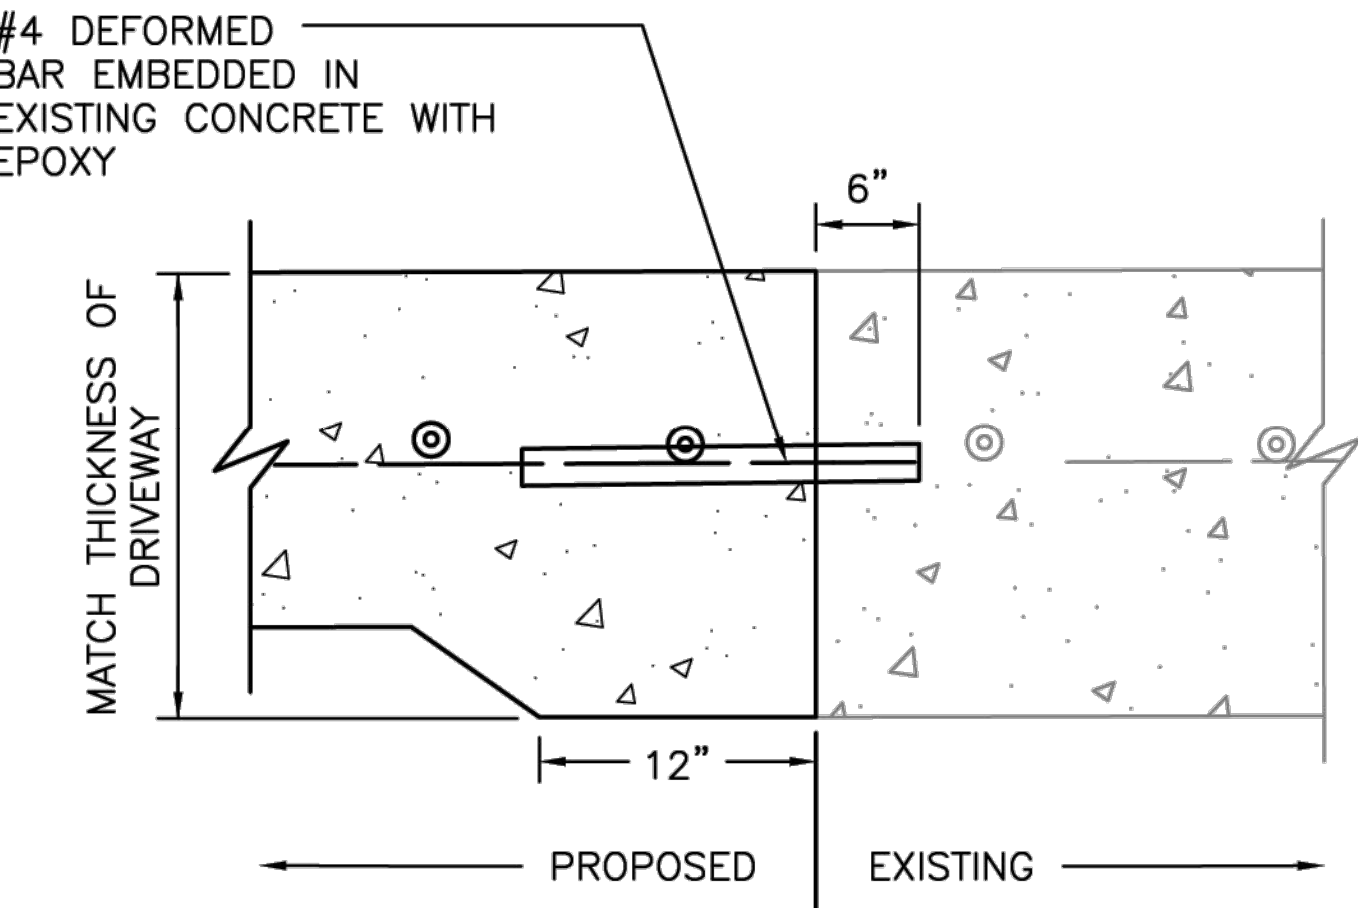 #4 DEFORMED
BAR EMBEDDED IN
EXISTING CONCRETE WITH
EPOXY
6”
MATCH THICKNESS OF
DRIVEWAY
12”
PROPOSED
EXISTING